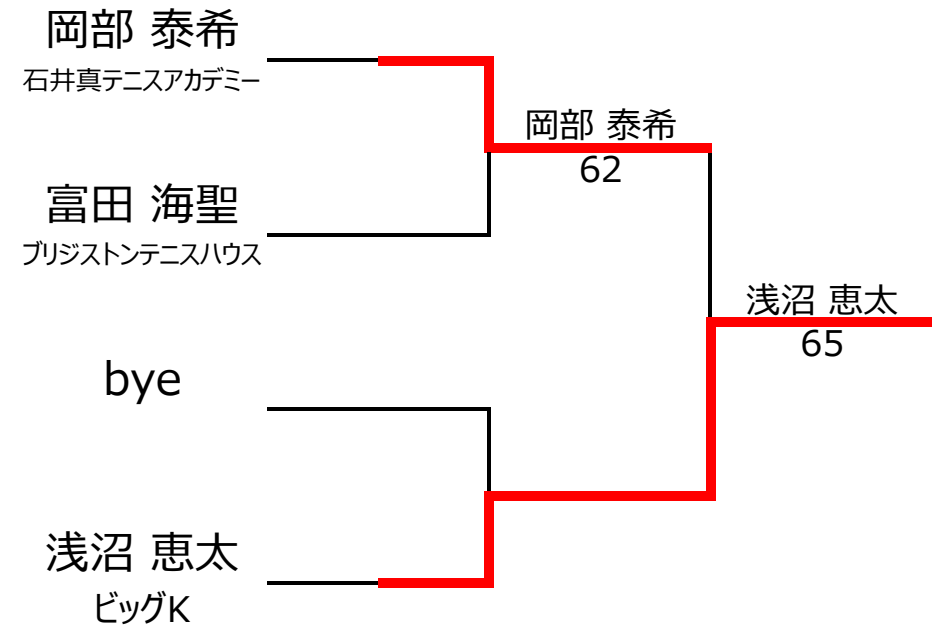 岡部 泰希
石井真テニスアカデミー
岡部 泰希
62
富田 海聖
ブリジストンテニスハウス
浅沼 恵太
65
bye
浅沼 恵太
ビッグK